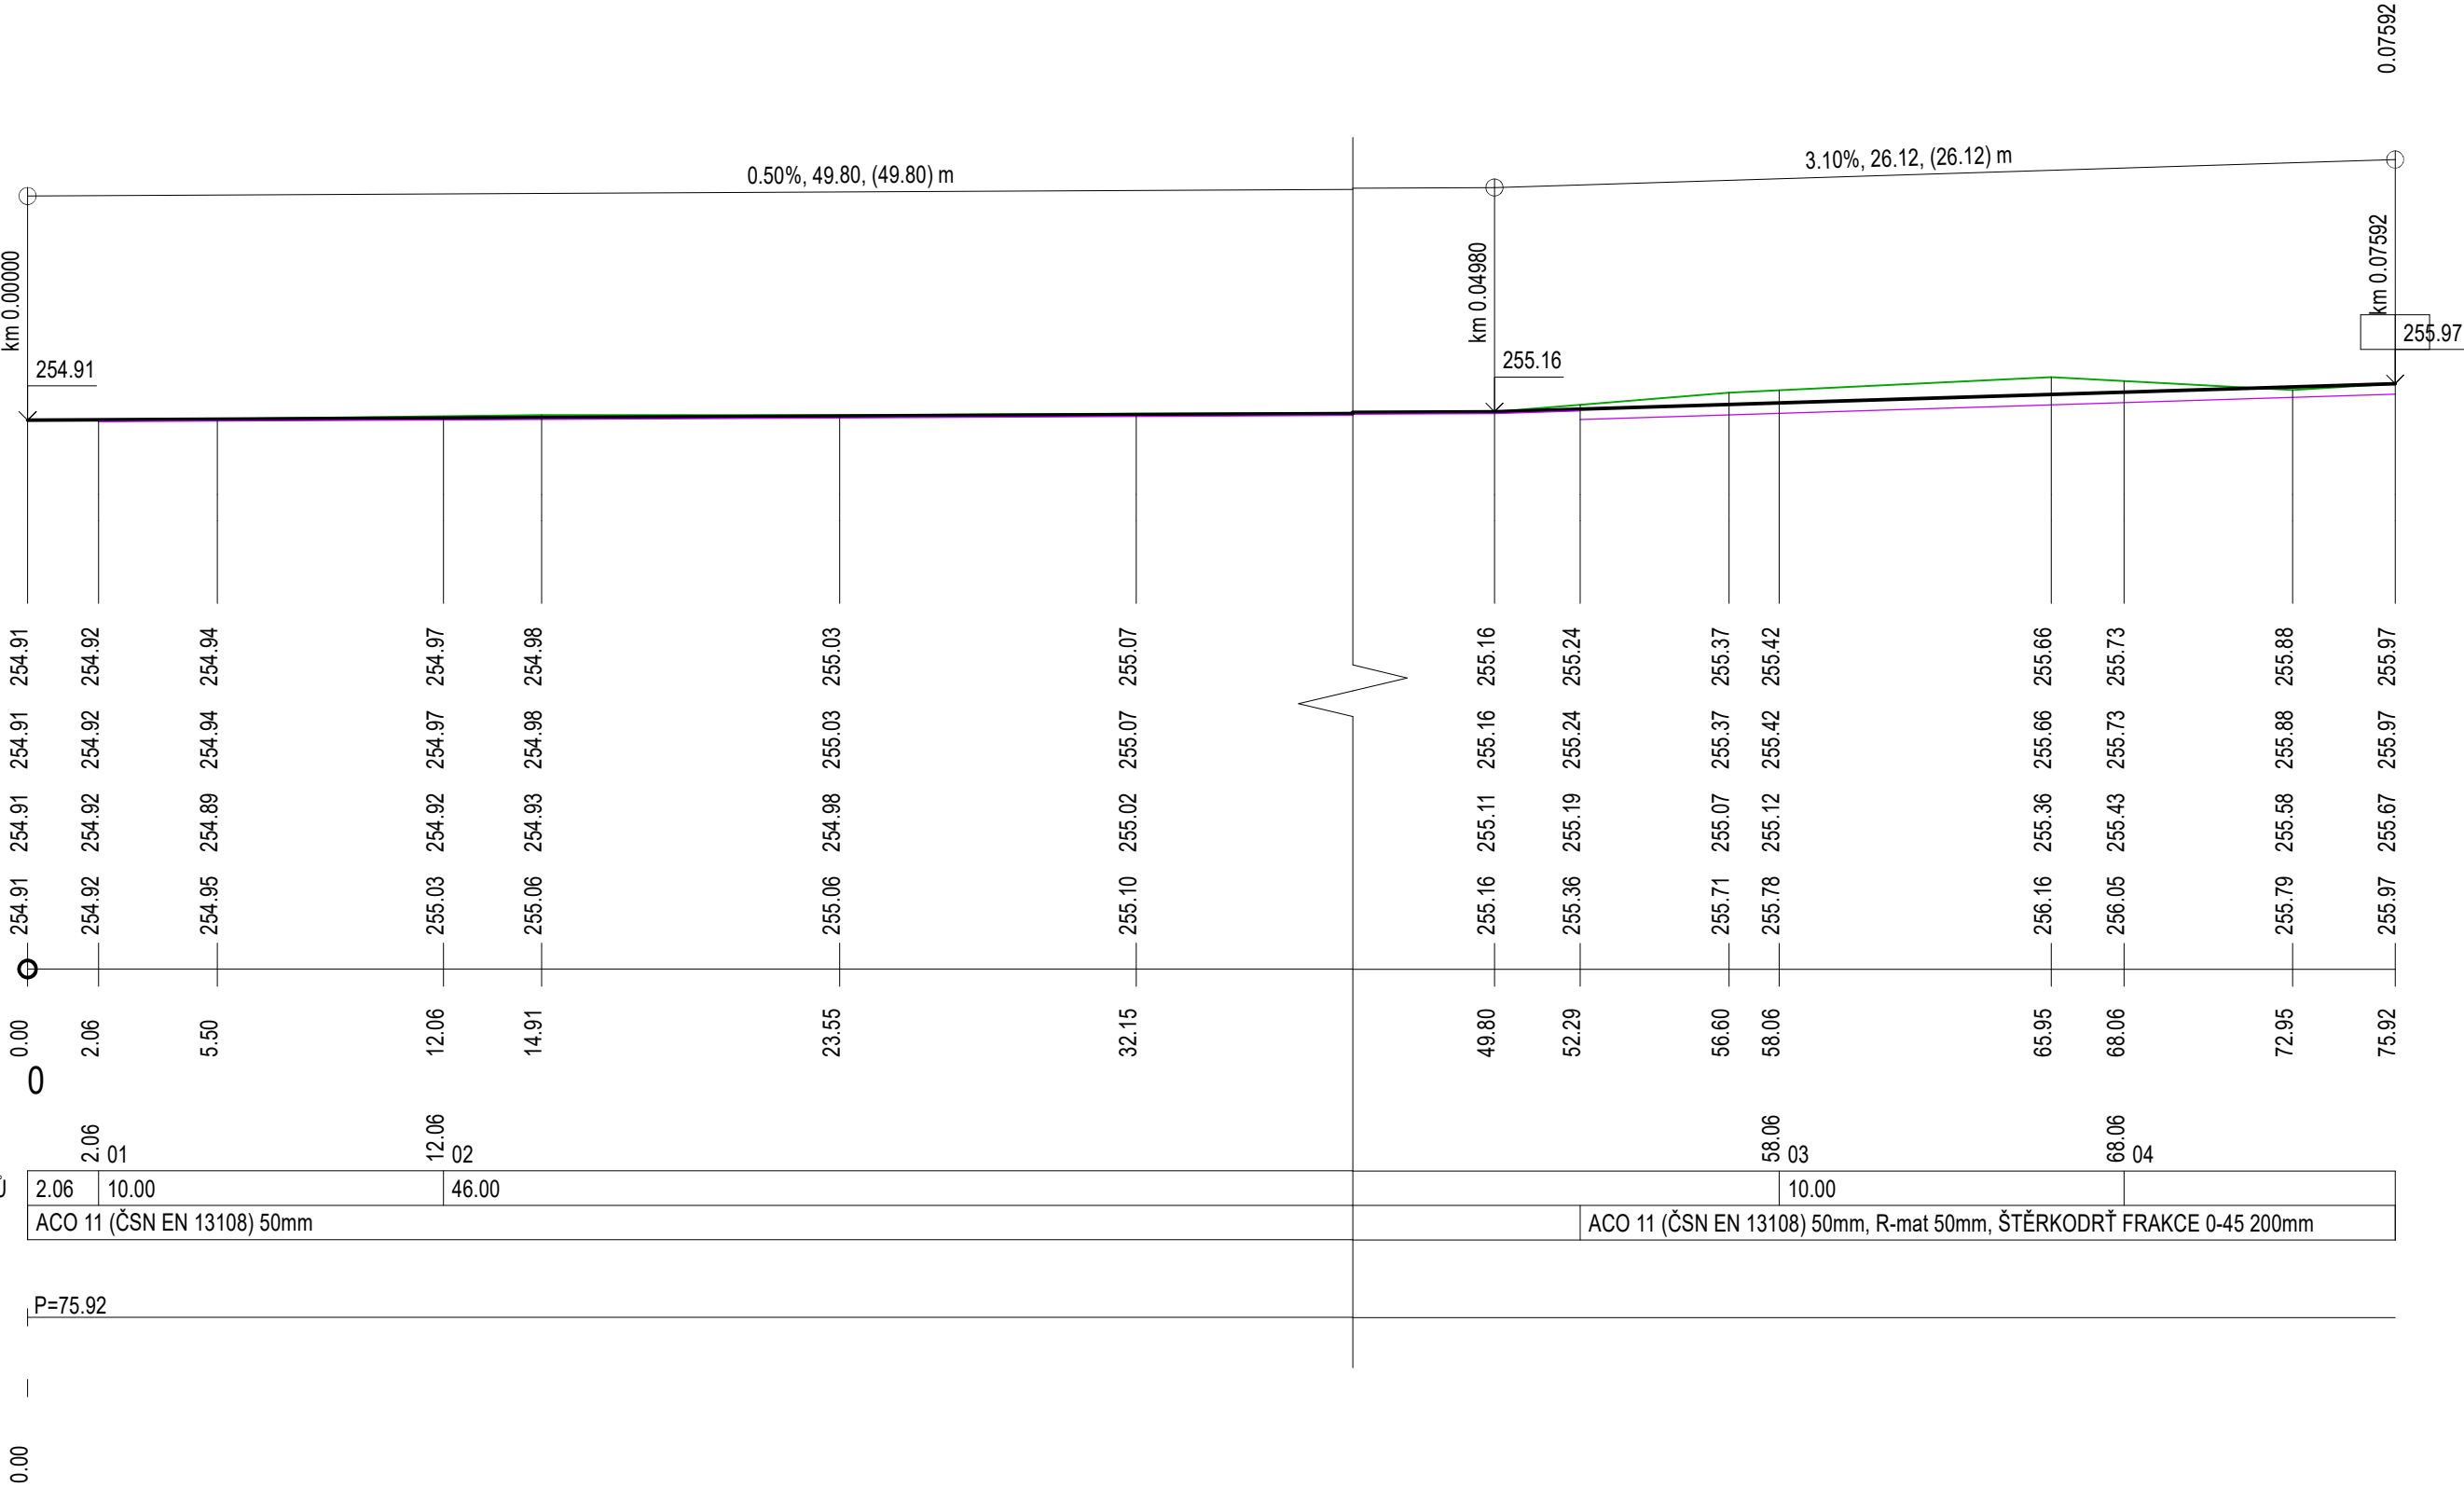 0.07592
0.50%, 49.80, (49.80) m
3.10%, 26.12, (26.12) m
km 0.00000
km 0.04980
km 0.07592
254.91
255.16
255.97
254.91 254.92 254.94 254.97 254.98 255.03 255.07 255.16 255.24 255.37 255.42 255.66 255.73 255.88 255.97
254.91 254.92 254.94 254.97 254.98 255.03 255.07 255.16 255.24 255.37 255.42 255.66 255.73 255.88 255.97
254.91 254.92 254.89 254.92 254.93 254.98 255.02 255.11 255.19 255.07 255.12 255.36 255.43 255.58 255.67
254.91 254.92 254.95 255.03 255.06 255.06 255.10 255.16 255.36 255.71 255.78 256.16 256.05 255.79 255.97
0.00 2.06 5.50 12.06 14.91 23.55 32.15 49.80 52.29 56.60 58.06 65.95 68.06 72.95 75.92
0
2.06 01 12.06 02 58.06 03 68.06 04
2.06 10.00 46.00 10.00
ACO 11 (ČSN EN 13108) 50mm
ACO 11 (ČSN EN 13108) 50mm, R-mat 50mm, ŠTĚRKODRŤ FRAKCE 0-45 200mm
P=75.92
0.00